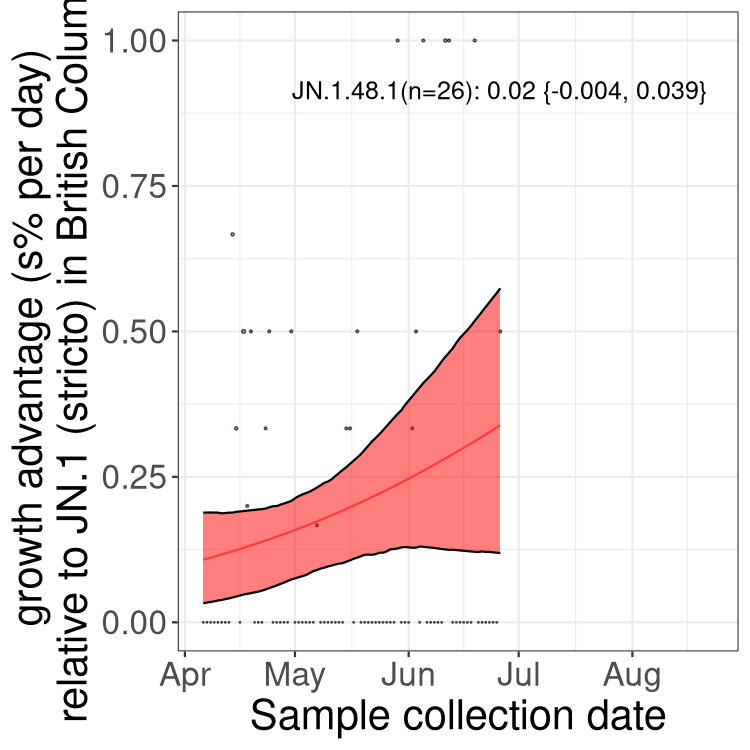 growth advantage (s% per day)
relative to JN.1 (stricto) in British Colum
1.00
0.75
0.50
0.25
0.00
JN.1.48.1(n=26): 0.02 {-0.004, 0.039}
Apr May Jun Jul Aug
Sample collection date